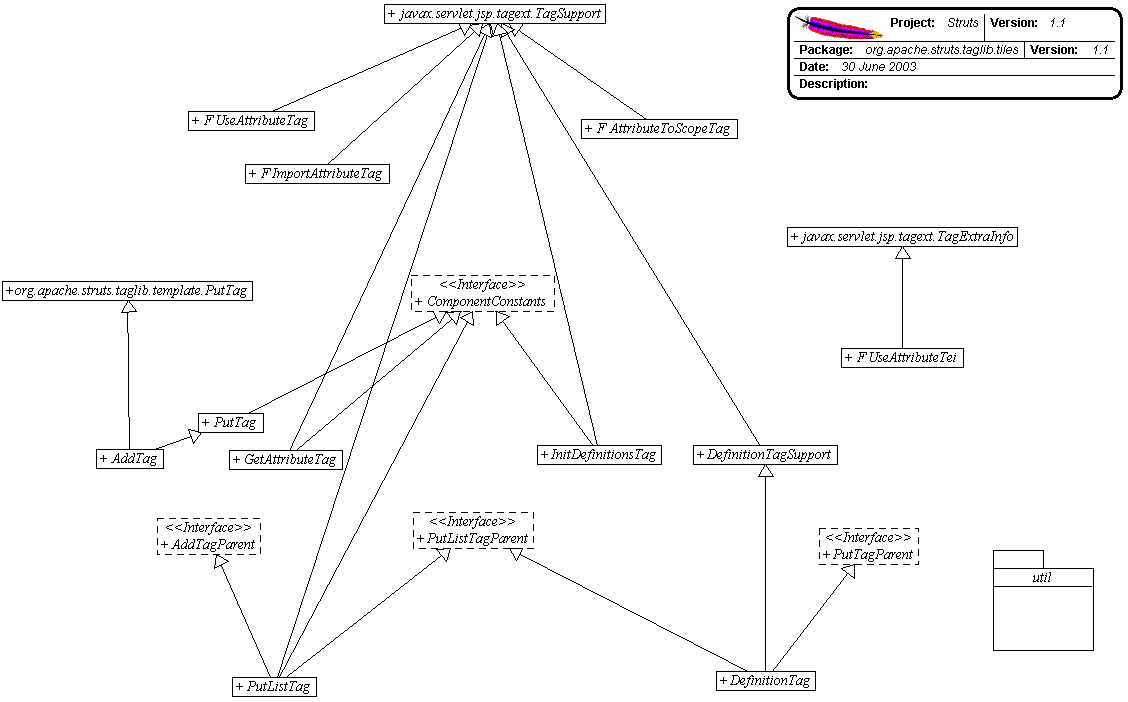 + javax.servlet.jsp.tagext.TagSupport
Project: Struts Version: 1.1
Package: org.apache.struts.taglib.tiles Version: 1.1
Date: 30 June 2003
Description:
+ F UseAttributeTag
+ F AttributeToScopeTag
+ F ImportAttributeTag
+ javax.servlet.jsp.tagext.TagExtraInfo
+org.apache.struts.taglib.template.PutTag
<<Interface>>
+ ComponentConstants
+ F UseAttributeTei
+ PutTag
+ AddTag
+ GetAttributeTag
+ InitDefinitionsTag
+ DefinitionTagSupport
<<Interface>>
+ AddTagParent
<<Interface>>
+ PutListTagParent
<<Interface>>
+ PutTagParent
util
+ PutListTag
+ DefinitionTag